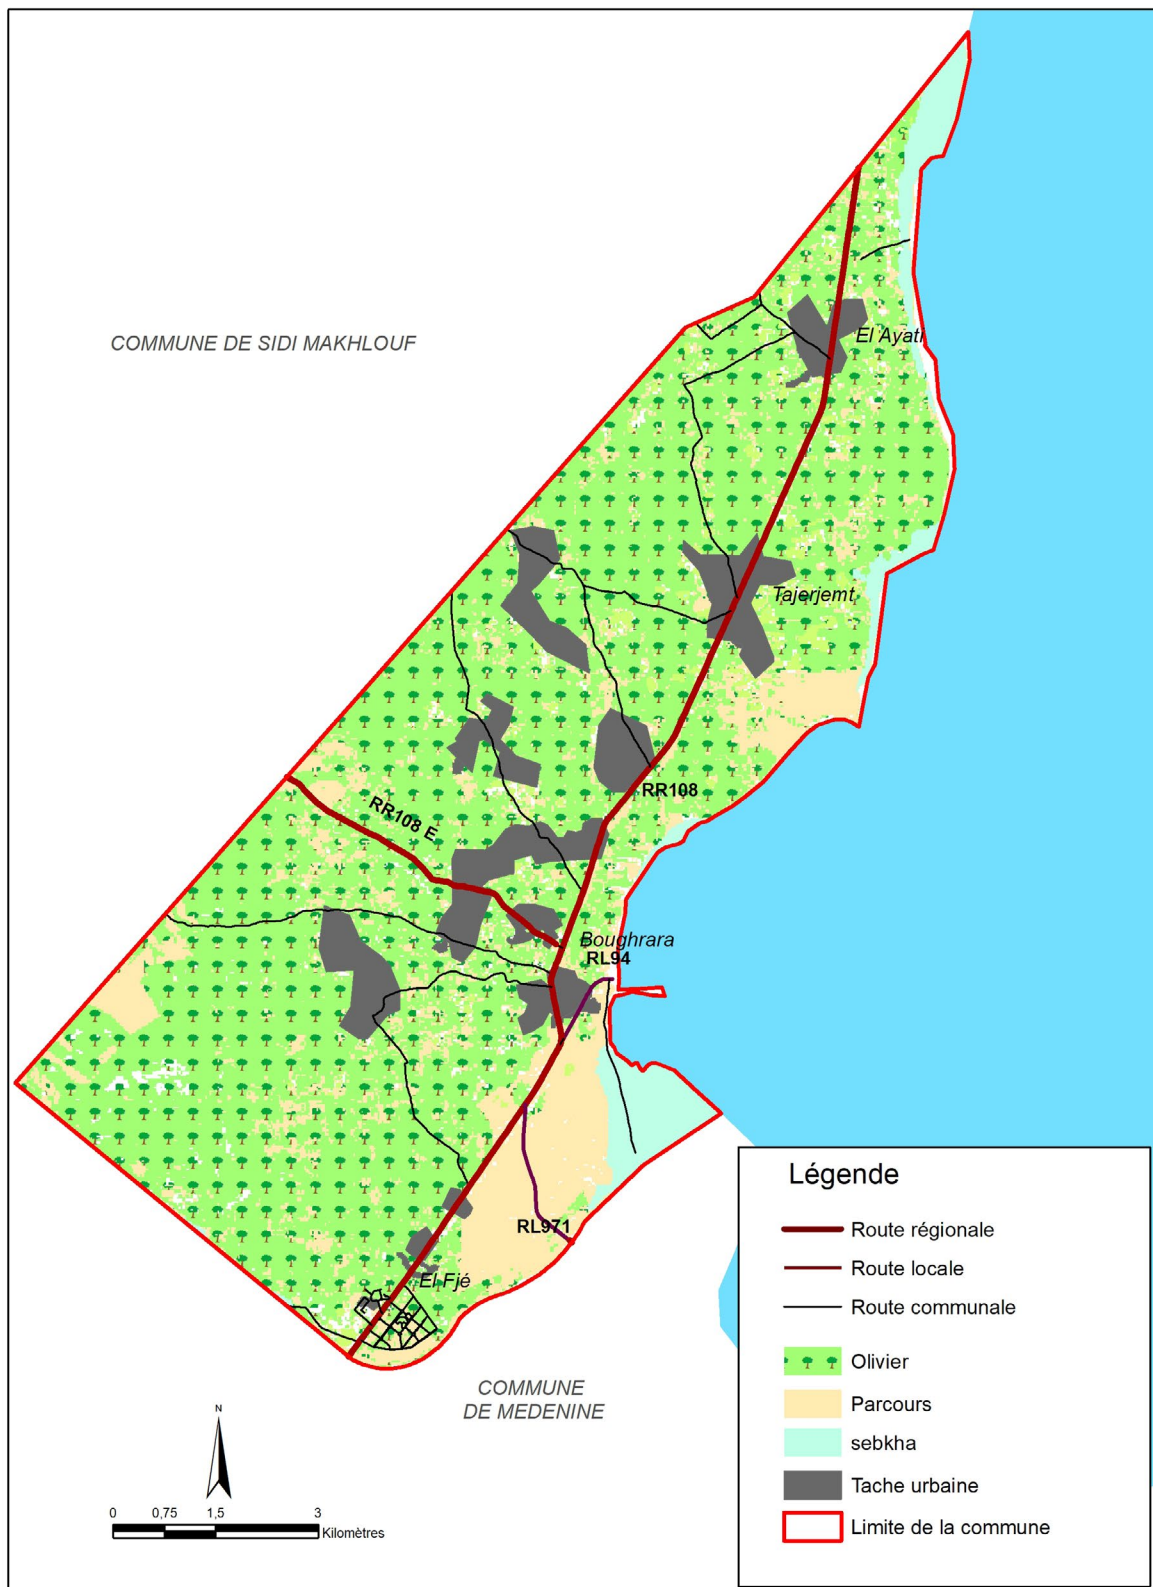 COMMUNE DE SIDI MAKHLOUF
El Ayati
Tajerjemt
RR108
RR108 E
Boughrara
RL94
RL971
El Fjé
COMMUNE
DE MEDENINE
N
0 0,75 1,5 3
Kilomètres
Légende
Route régionale
Route locale
Route communale
Olivier
Parcours
sebkha
Tache urbaine
Limite de la commune